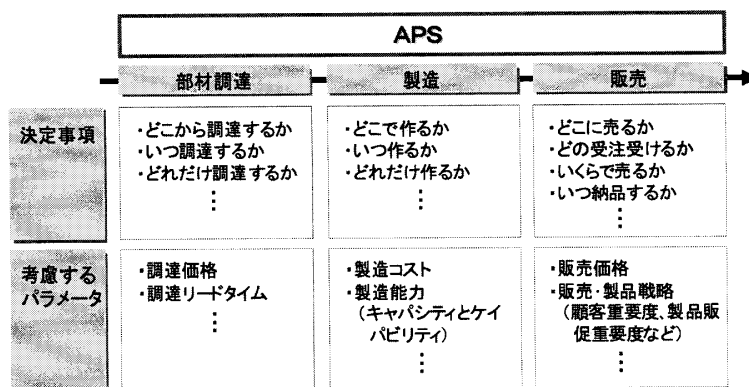 APS
部材調達
製造
販売
決定事項
・どこから調達するか
・いつ調達するか
・どれだけ調達するか
⋮
・どこで作るか
・いつ作るか
・どれだけ作るか
⋮
・どこに売るか
・どの受注受けるか
・いくらで売るか
・いつ納品するか
⋮
考慮する
パラメータ
・調達価格
・調達リードタイム
⋮
・製造コスト
・製造能力
（キャパシティとケイ
パビリティ）
⋮
・販売価格
・販売・製品戦略
（顧客重要度、製品販
促重要度など）
⋮